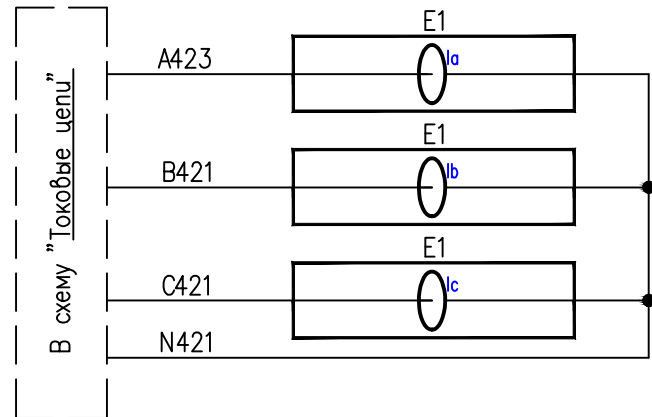 E1
A423
Ia
E1
B421
Ib
E1
C421
Ic
N421
В схему "Токовые цепи"